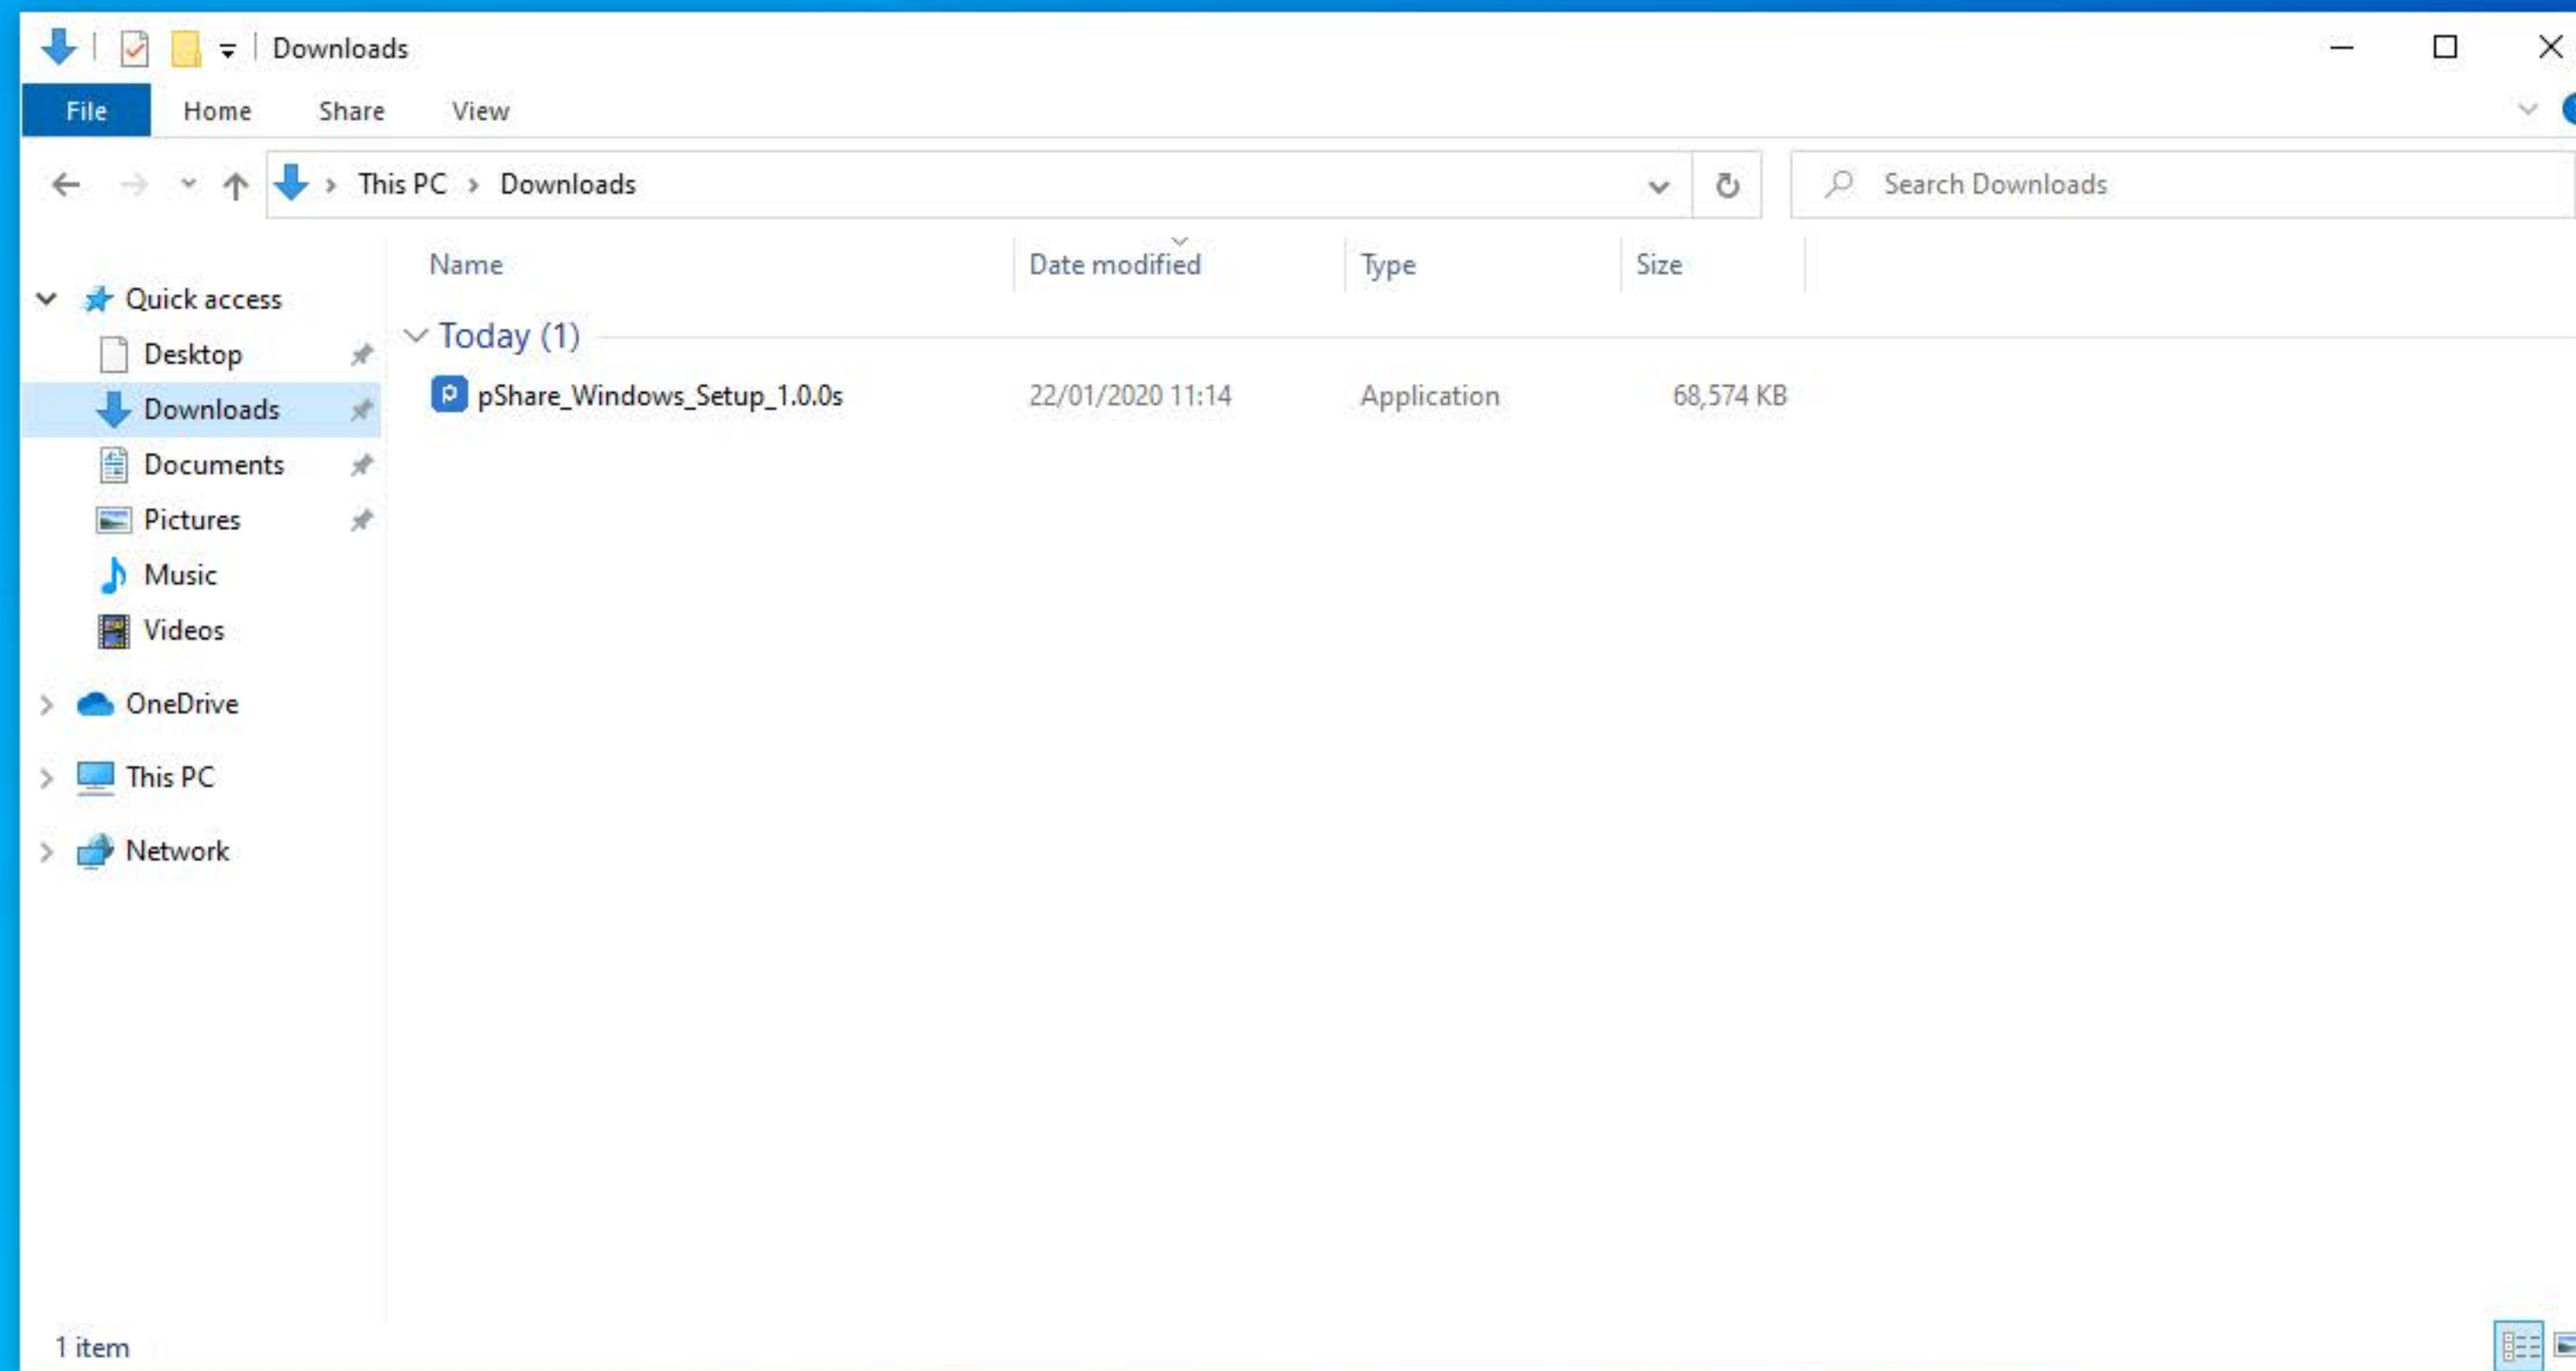 Downloads
File Home Share View
This PC Downloads
Search Downloads
Name Date modified Type Size
Quick access
Desktop
Downloads
Documents
Pictures
Music
Videos
OneDrive
This PC
Network
Today (1)
pShare_Windows_Setup_1.0.0s 22/01/2020 11:14 Application 68,574 KB
1 item